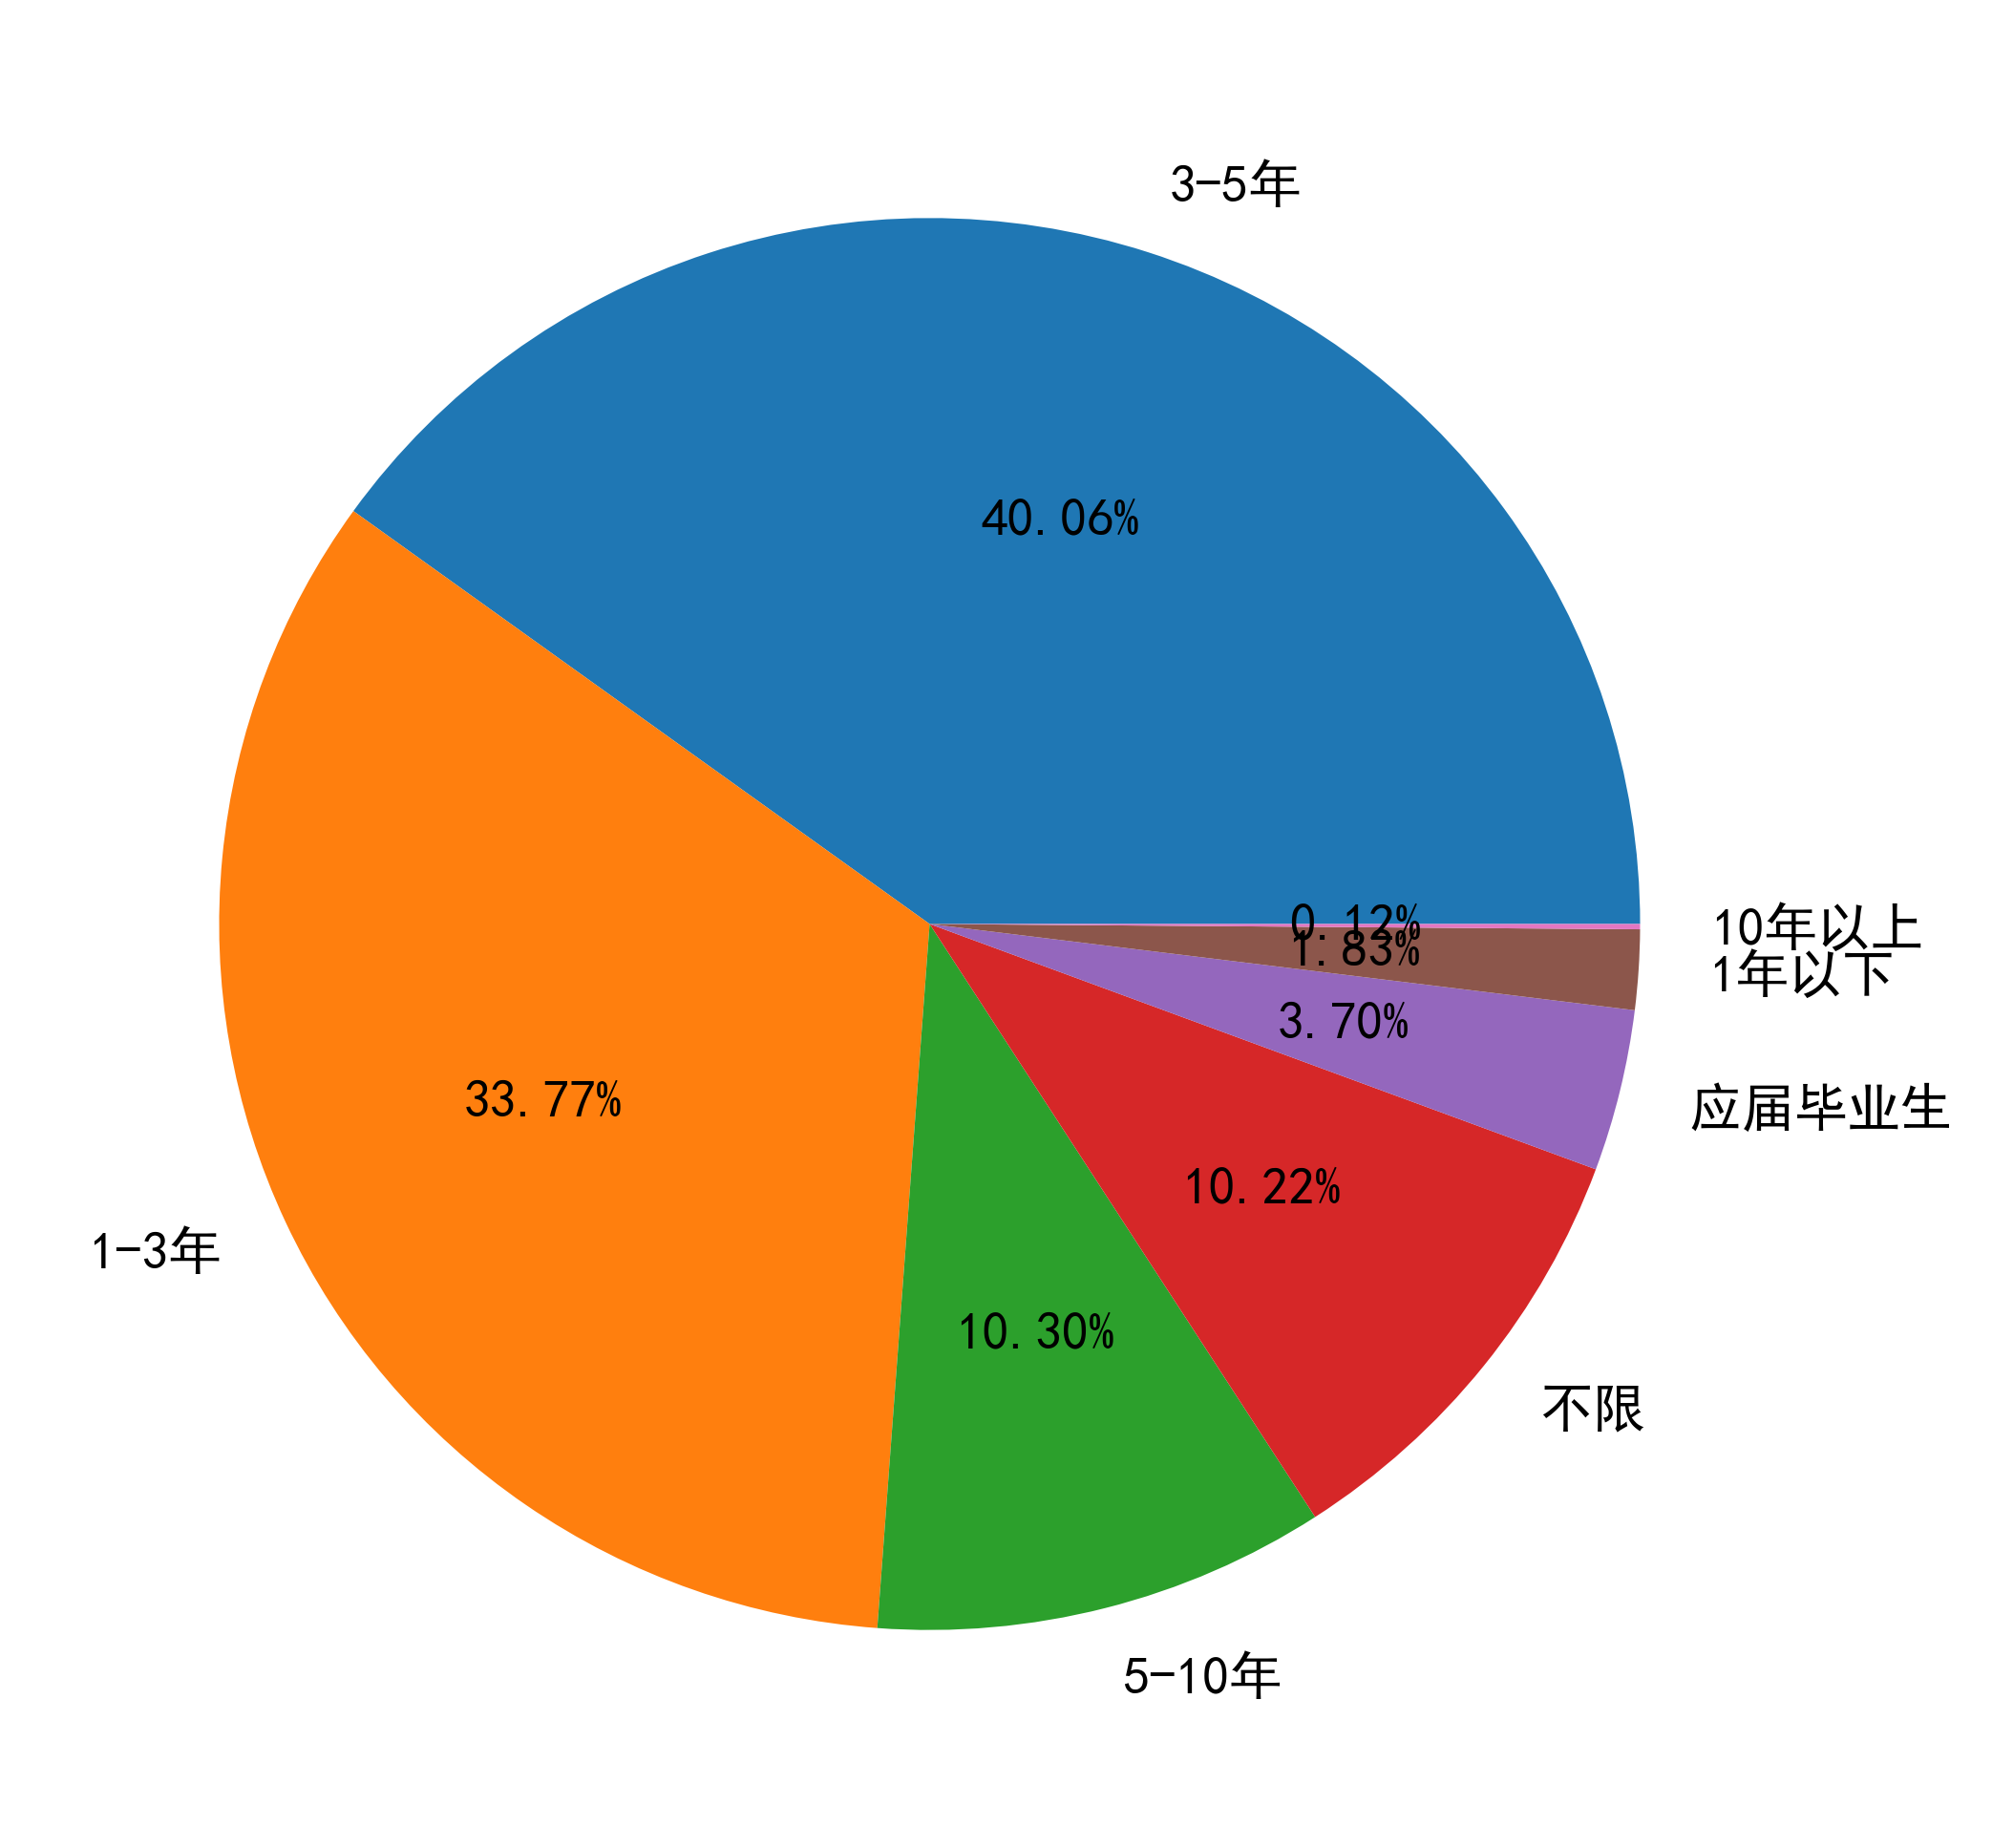 3-5年
40.06%
0.12%
10年以上
1.83%
1年以下
3.70%
应届毕业生
33.77%
10.22%
1-3年
10.30%
不限
5-10年